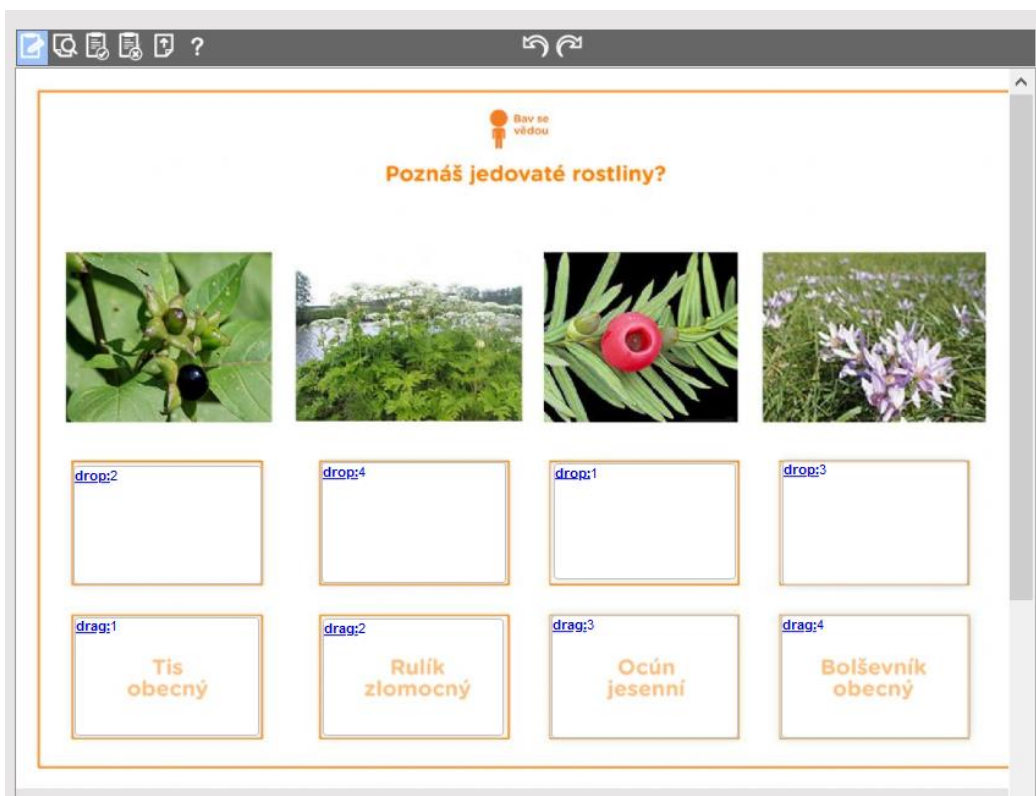 ?
Bav se
vědou
Poznáš jedovaté rostliny?
drop:2
drop:4
drop:1
drop:3
drag:1
Tis
obecný
drag:2
Rulík
zlomocný
drag:3
Ocún
jesenní
drag:4
Bolševník
obecný